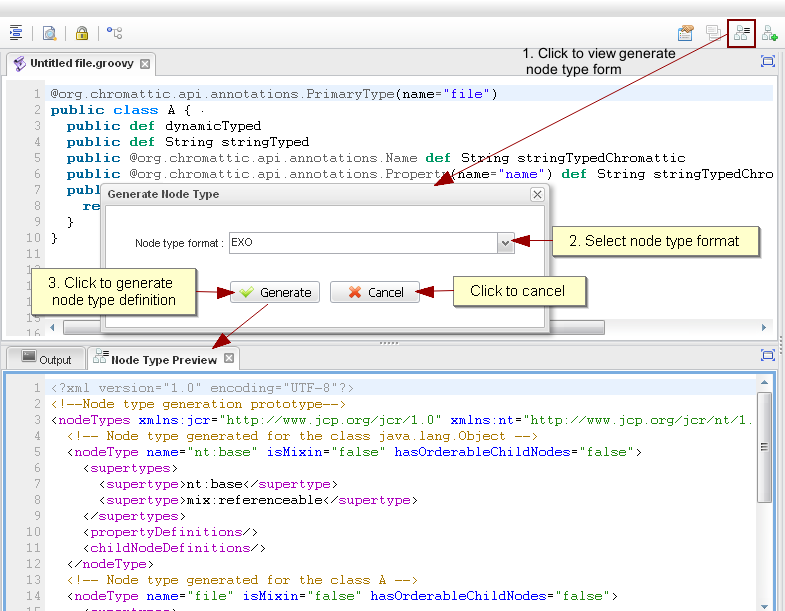 1. Click to view generate
node type form
Untitled file.groovy
1 @org.chromattic.api.annotations.PrimaryType(name="file")
2 public class A {
3 public def dynamicTyped
4 public def String stringTyped
5 public @org.chromattic.api.annotations.Name def String stringTypedChromattic
6 public @org.chromattic.api.annotations.Property(name="name") def String stringTypedChro
7 pub
8 re
9 }
10 }
11
12
Generate Node Type
Node type format :
EXO
2. Select node type format
3. Click to generate
node type definition
Generate
Cancel
Click to cancel
15
16
Output
Node Type Preview
1 <?xml version="1.0" encoding="UTF-8"?>
2 <!--Node type generation prototype-->
3 <nodeTypes xmlns:jcr="http://www.jcp.org/jcr/1.0" xmlns:nt="http://www.jcp.org/jcr/nt/1.
4 <!-- Node type generated for the class java.lang.Object -->
5 <nodeType name="nt:base" isMixin="false" hasOrderableChildNodes="false">
6 <supertypes>
7 <supertype>nt:base</supertype>
8 <supertype>mix:referenceable</supertype>
9 </supertypes>
10 <propertyDefinitions/>
11 <childNodeDefinitions/>
12 </nodeType>
13 <!-- Node type generated for the class A -->
14 <nodeType name="file" isMixin="false" hasOrderableChildNodes="false">
15 <supertypes>